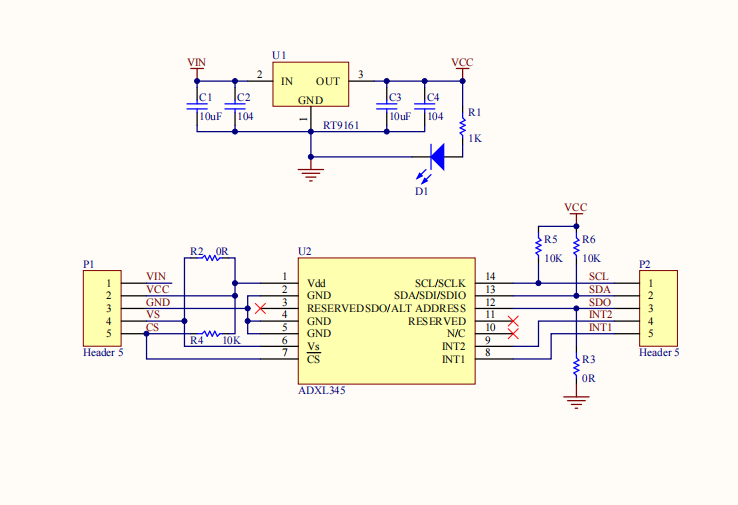 U1
VIN
VCC
2
IN
OUT
3
GND
1
RT9161
C1
10uF
C2
104
C3
10uF
C4
104
R1
1K
D1
VCC
R5
10K
R6
10K
P1
1
2
3
4
5
Header 5
VIN
VCC
GND
VS
CS
R2
0R
R4
10K
U2
1
Vdd
SCL/SCLK
14
2
GND
SDA/SDI/SDIO
13
3
RESERVED
SDO/ALT ADDRESS
12
4
GND
RESERVED
11
5
GND
N/C
10
6
Vs
INT2
9
7
CS
INT1
8
ADXL345
SCL
SDA
SDO
INT2
INT1
P2
1
2
3
4
5
Header 5
R3
0R